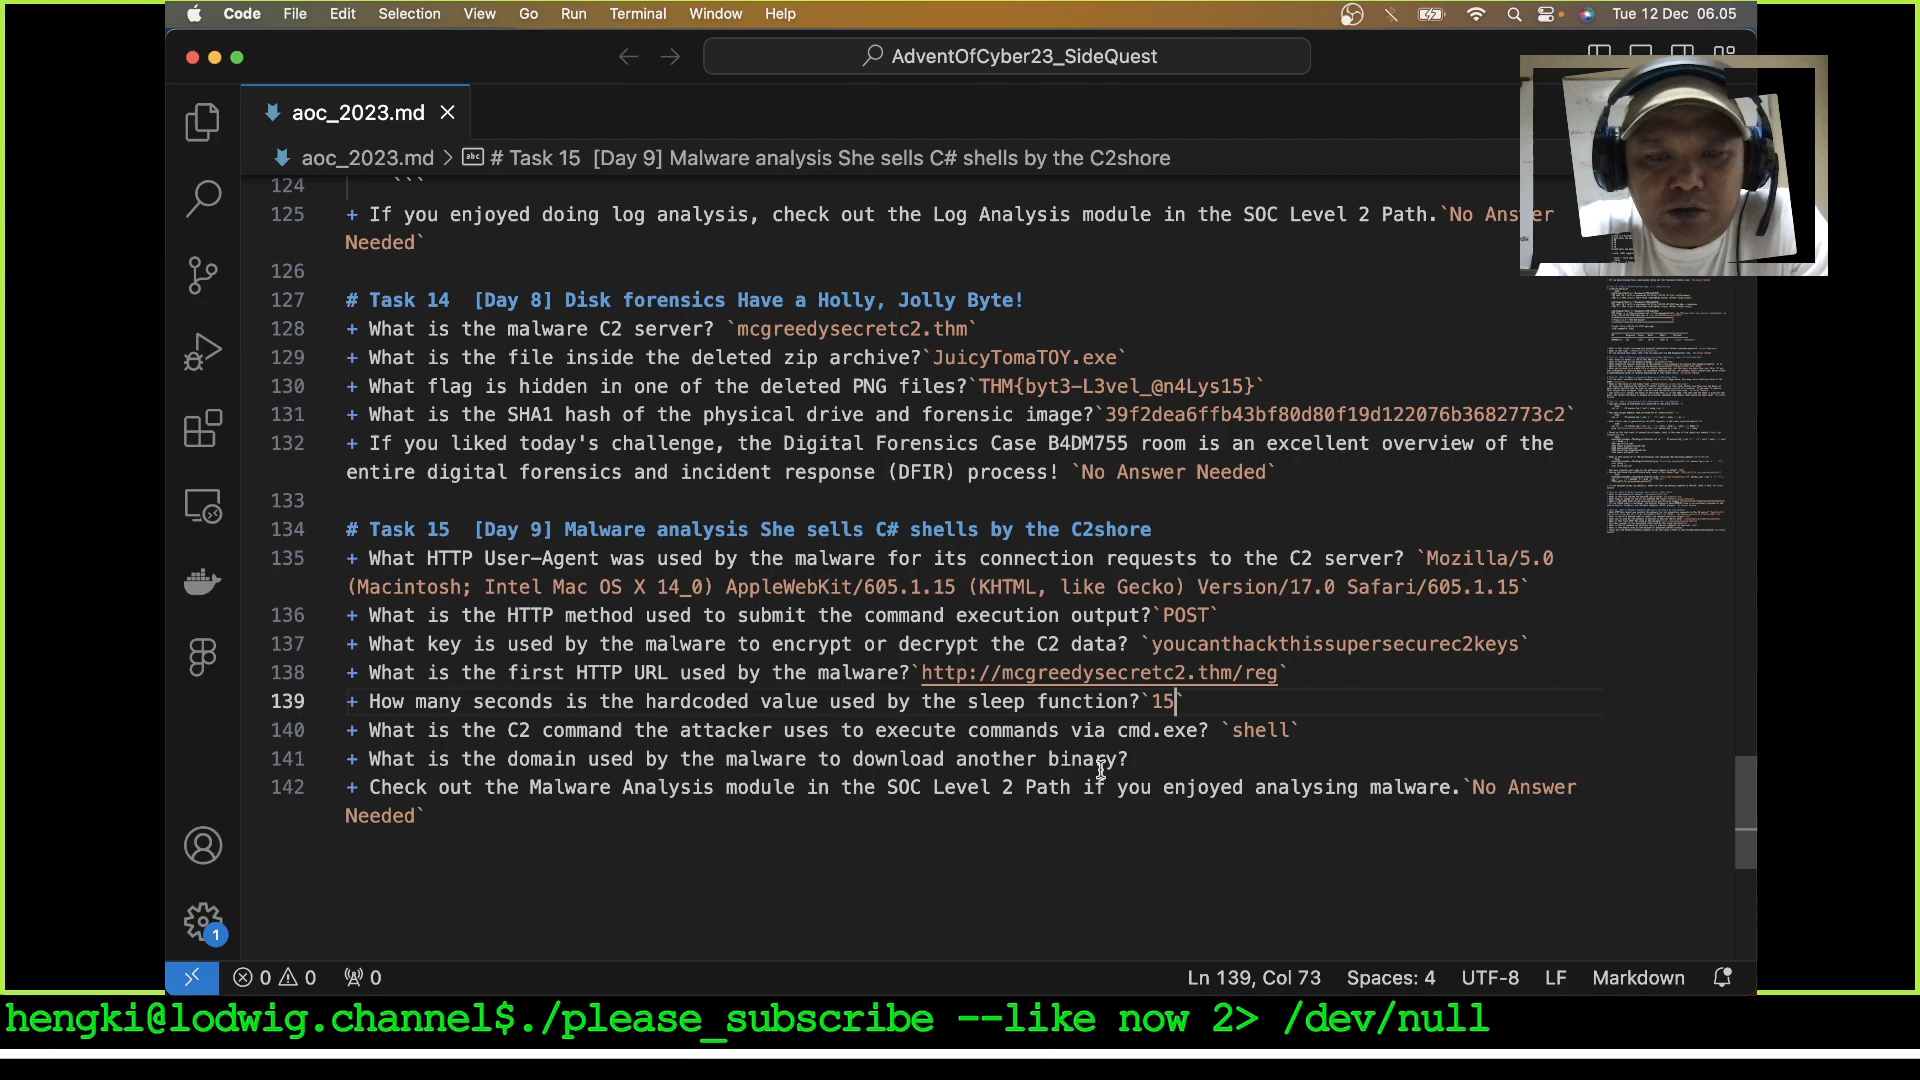 Code File Edit Selection View Go Run Terminal Window Help Tue 12 Dec 06.05
AdventOfCyber23_SideQuest
aoc_2023.md
aoc_2023.md > # Task 15 [Day 9] Malware analysis She sells C# shells by the C2shore
124 ```
125 + If you enjoyed doing log analysis, check out the Log Analysis module in the SOC Level 2 Path.`No Answer
Needed`
126
127 # Task 14 [Day 8] Disk forensics Have a Holly, Jolly Byte!
128 + What is the malware C2 server? `mcgreedysecretc2.thm`
129 + What is the file inside the deleted zip archive?`JuicyTomaTOY.exe`
130 + What flag is hidden in one of the deleted PNG files?`THM{byt3-L3vel_@n4Lys15}`
131 + What is the SHA1 hash of the physical drive and forensic image?`39f2dea6ffb43bf80d80f19d122076b3682773c2`
132 + If you liked today's challenge, the Digital Forensics Case B4DM755 room is an excellent overview of the
entire digital forensics and incident response (DFIR) process! `No Answer Needed`
133
134 # Task 15 [Day 9] Malware analysis She sells C# shells by the C2shore
135 + What HTTP User-Agent was used by the malware for its connection requests to the C2 server? `Mozilla/5.0
(Macintosh; Intel Mac OS X 14_0) AppleWebKit/605.1.15 (KHTML, like Gecko) Version/17.0 Safari/605.1.15`
136 + What is the HTTP method used to submit the command execution output?`POST`
137 + What key is used by the malware to encrypt or decrypt the C2 data? `youcanthackthissupersecurec2keys`
138 + What is the first HTTP URL used by the malware?`http://mcgreedysecretc2.thm/reg`
139 + How many seconds is the hardcoded value used by the sleep function?`15`
140 + What is the C2 command the attacker uses to execute commands via cmd.exe? `shell`
141 + What is the domain used by the malware to download another binary?
142 + Check out the Malware Analysis module in the SOC Level 2 Path if you enjoyed analysing malware.`No Answer
Needed`
1
0 0 0 Ln 139, Col 73 Spaces: 4 UTF-8 LF Markdown
hengki@lodwig.channel$./please_subscribe --like now 2> /dev/null